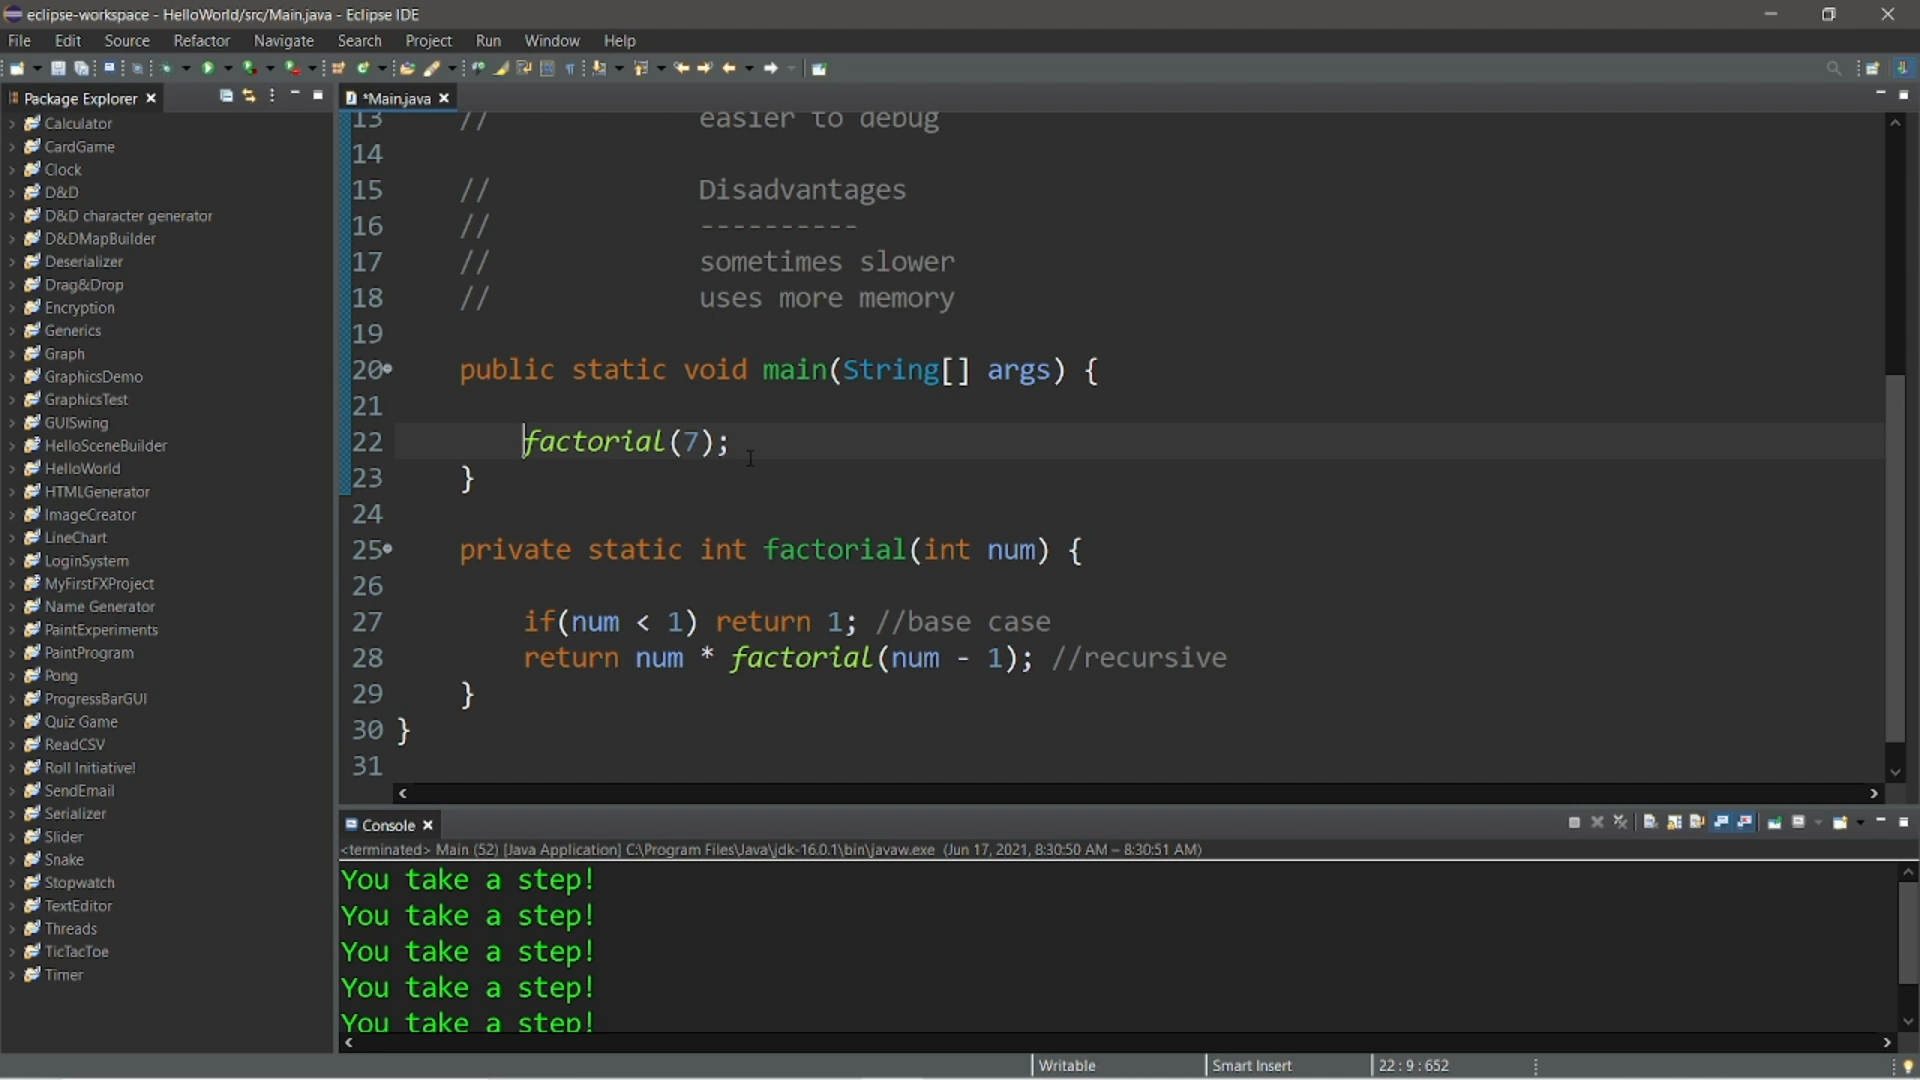 eclipse-workspace - HelloWorld/src/Main.java - Eclipse IDE
File Edit Source Refactor Navigate Search Project Run Window Help
Package Explorer
*Main.java
Calculator
CardGame
Clock
D&D
D&D character generator
D&DMapBuilder
Deserializer
Drag&Drop
Encryption
Generics
Graph
GraphicsDemo
GraphicsTest
GUISwing
HelloSceneBuilder
HelloWorld
HTMLGenerator
ImageCreator
LineChart
LoginSystem
MyFirstFXProject
Name Generator
PaintExperiments
PaintProgram
Pong
ProgressBarGUI
Quiz Game
ReadCSV
Roll Initiative!
SendEmail
Serializer
Slider
Snake
Stopwatch
TextEditor
Threads
TicTacToe
Timer
13 // easier to debug
14
15 // Disadvantages
16 // ----------
17 // sometimes slower
18 // uses more memory
19
20 public static void main(String[] args) {
21
22 factorial(7);
23 }
24
25 private static int factorial(int num) {
26
27 if(num < 1) return 1; //base case
28 return num * factorial(num - 1); //recursive
29 }
30 }
31
Console
<terminated> Main (52) [Java Application] C:\Program Files\Java\jdk-16.0.1\bin\javaw.exe (Jun 17, 2021, 8:30:50 AM – 8:30:51 AM)
You take a step!
You take a step!
You take a step!
You take a step!
You take a step!
Writable Smart Insert 22 : 9 : 652